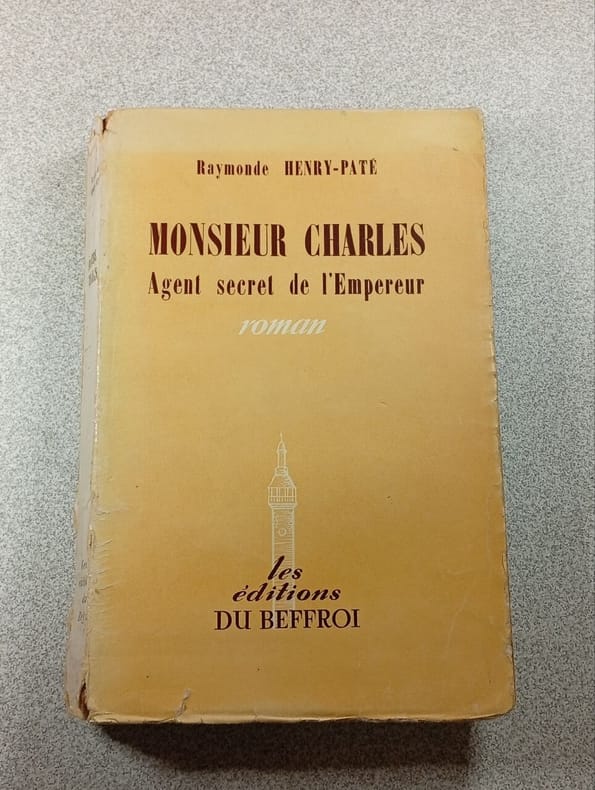 Raymonde HENRY-PATÉ
MONSIEUR CHARLES
Agent secret de l'Empereur
roman
les
éditions
DU BEFFROI